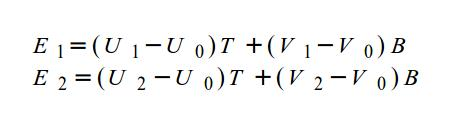 E 1=(U 1−U 0)T +(V 1−V 0)B
E 2=(U 2−U 0)T +(V 2−V 0)B